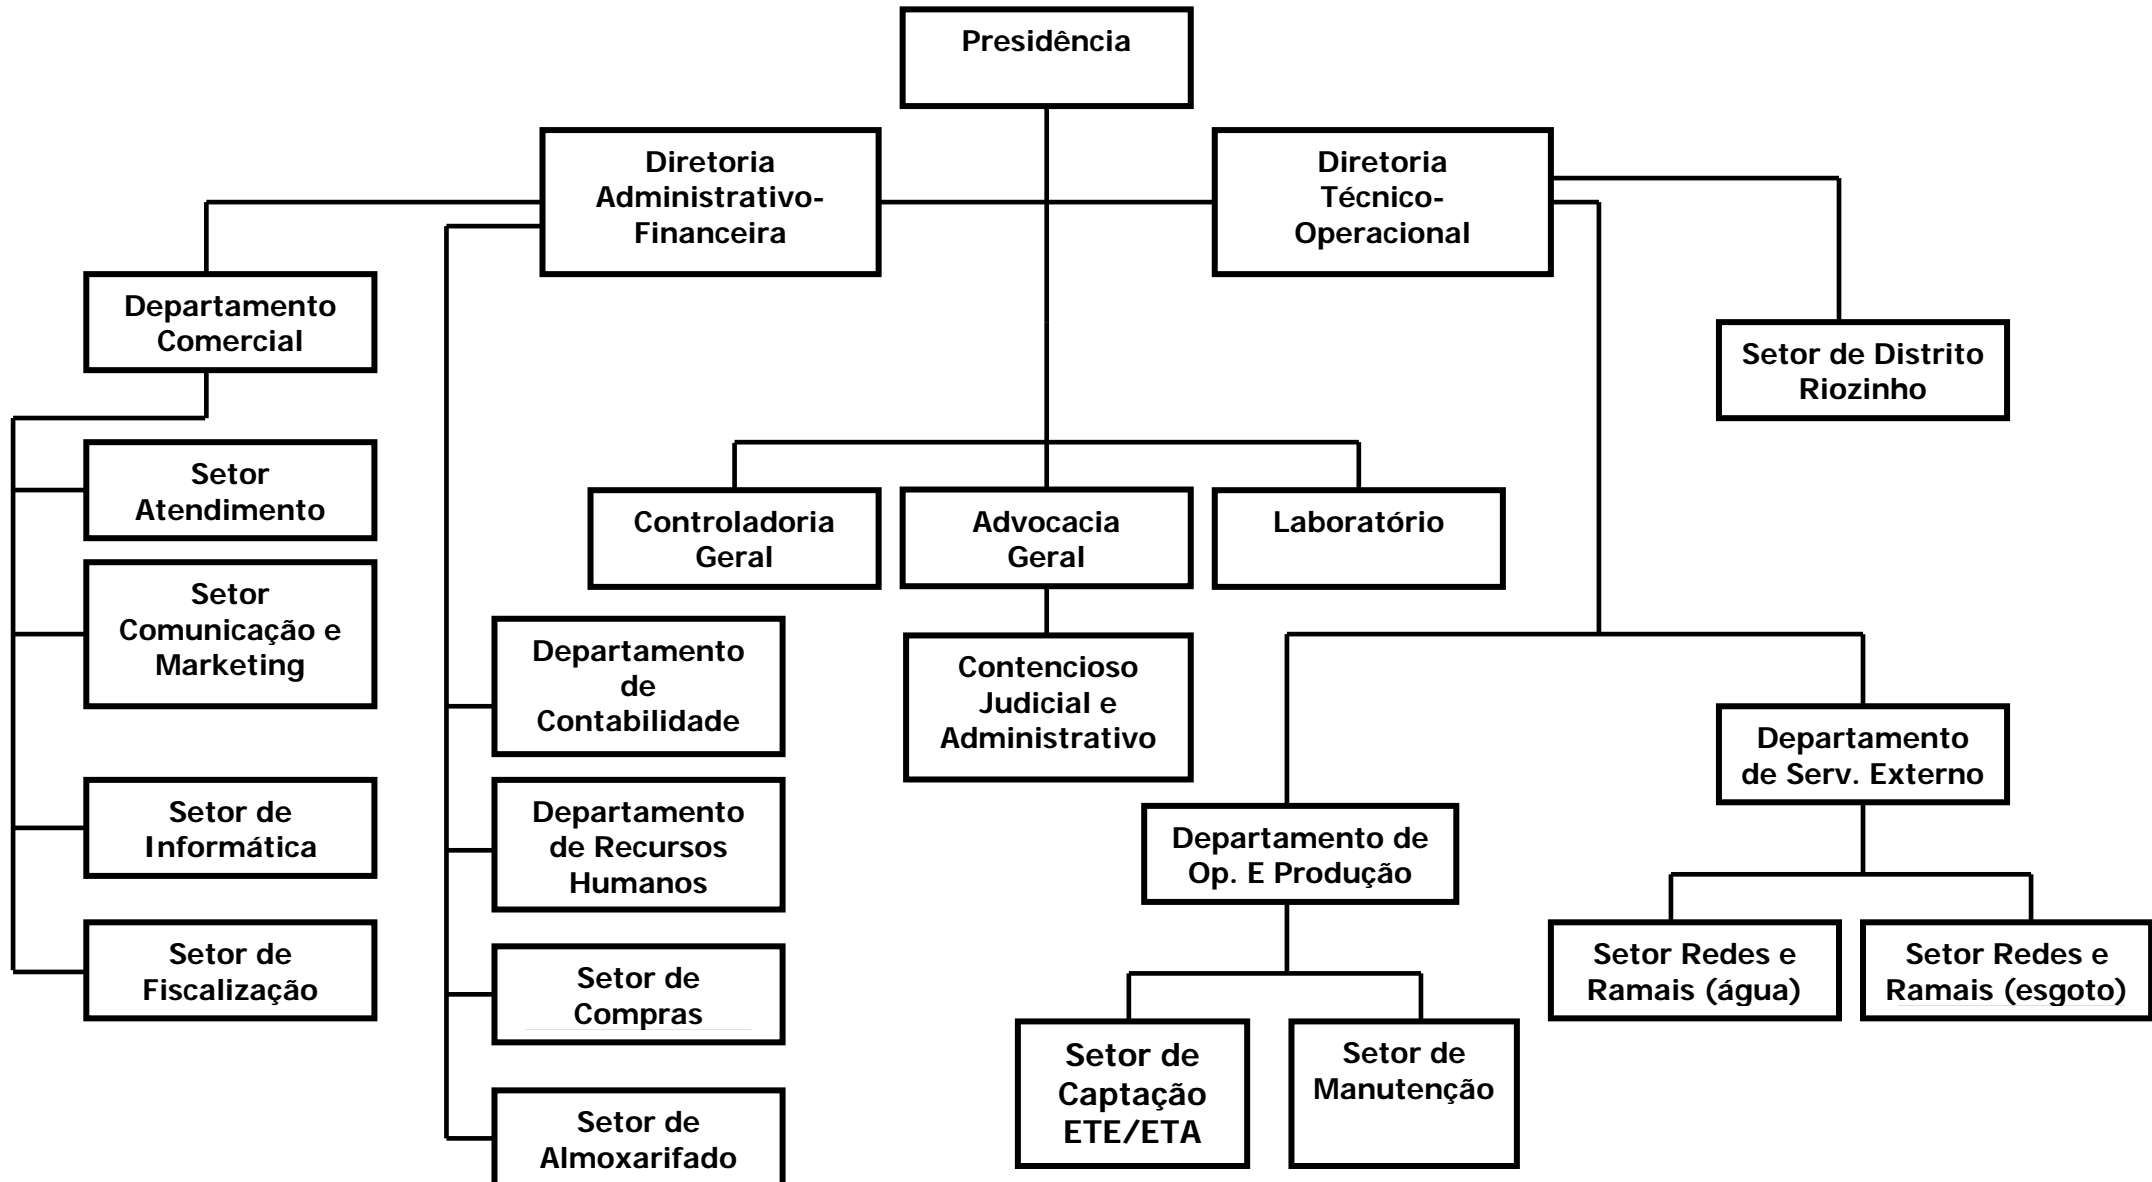 Presidência
Diretoria
Administrativo-
Financeira
Diretoria
Técnico-
Operacional
Departamento
Comercial
Setor de Distrito
Riozinho
Setor
Atendimento
Setor
Comunicação e
Marketing
Setor de
Informática
Setor de
Fiscalização
Controladoria
Geral
Advocacia
Geral
Laboratório
Contencioso
Judicial e
Administrativo
Departamento
de
Contabilidade
Departamento
de Recursos
Humanos
Setor de
Compras
Setor de
Almoxarifado
Departamento de
Op. E Produção
Departamento
de Serv. Externo
Setor de
Captação
ETE/ETA
Setor de
Manutenção
Setor Redes e
Ramais (água)
Setor Redes e
Ramais (esgoto)